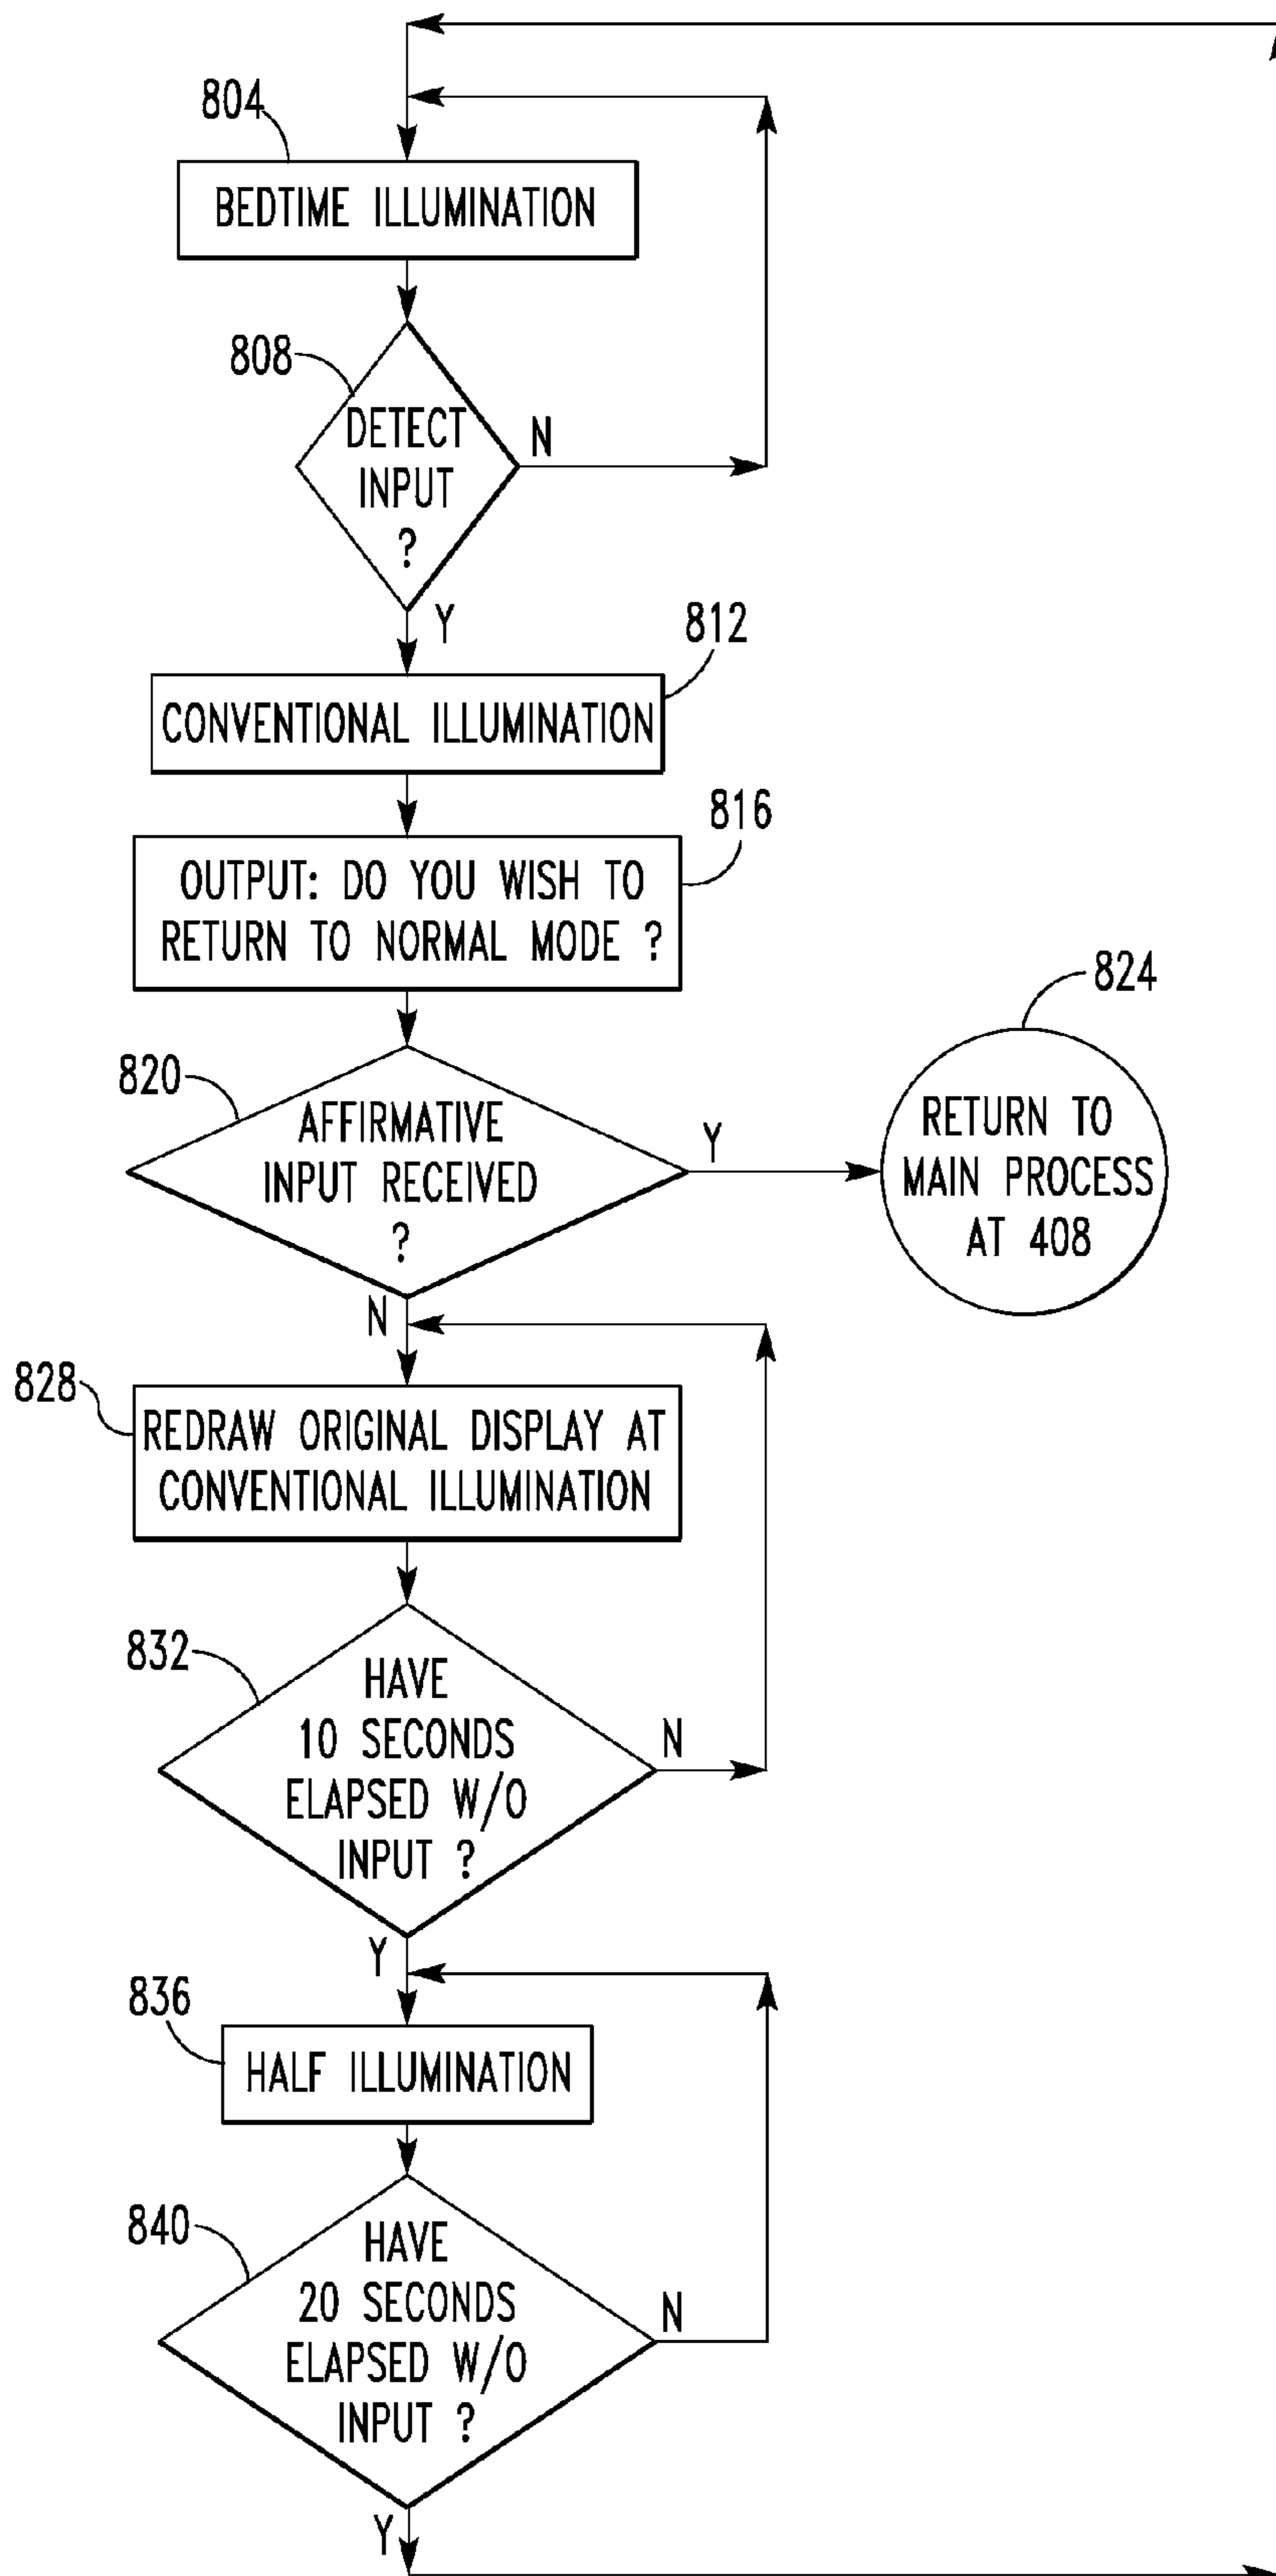 804
BEDTIME ILLUMINATION
808
DETECT
INPUT
?
N
Y
812
CONVENTIONAL ILLUMINATION
816
OUTPUT: DO YOU WISH TO
RETURN TO NORMAL MODE ?
820
AFFIRMATIVE
INPUT RECEIVED
?
Y
824
RETURN TO
MAIN PROCESS
AT 408
N
828
REDRAW ORIGINAL DISPLAY AT
CONVENTIONAL ILLUMINATION
832
HAVE
10 SECONDS
ELAPSED W/O
INPUT ?
N
Y
836
HALF ILLUMINATION
840
HAVE
20 SECONDS
ELAPSED W/O
INPUT ?
N
Y